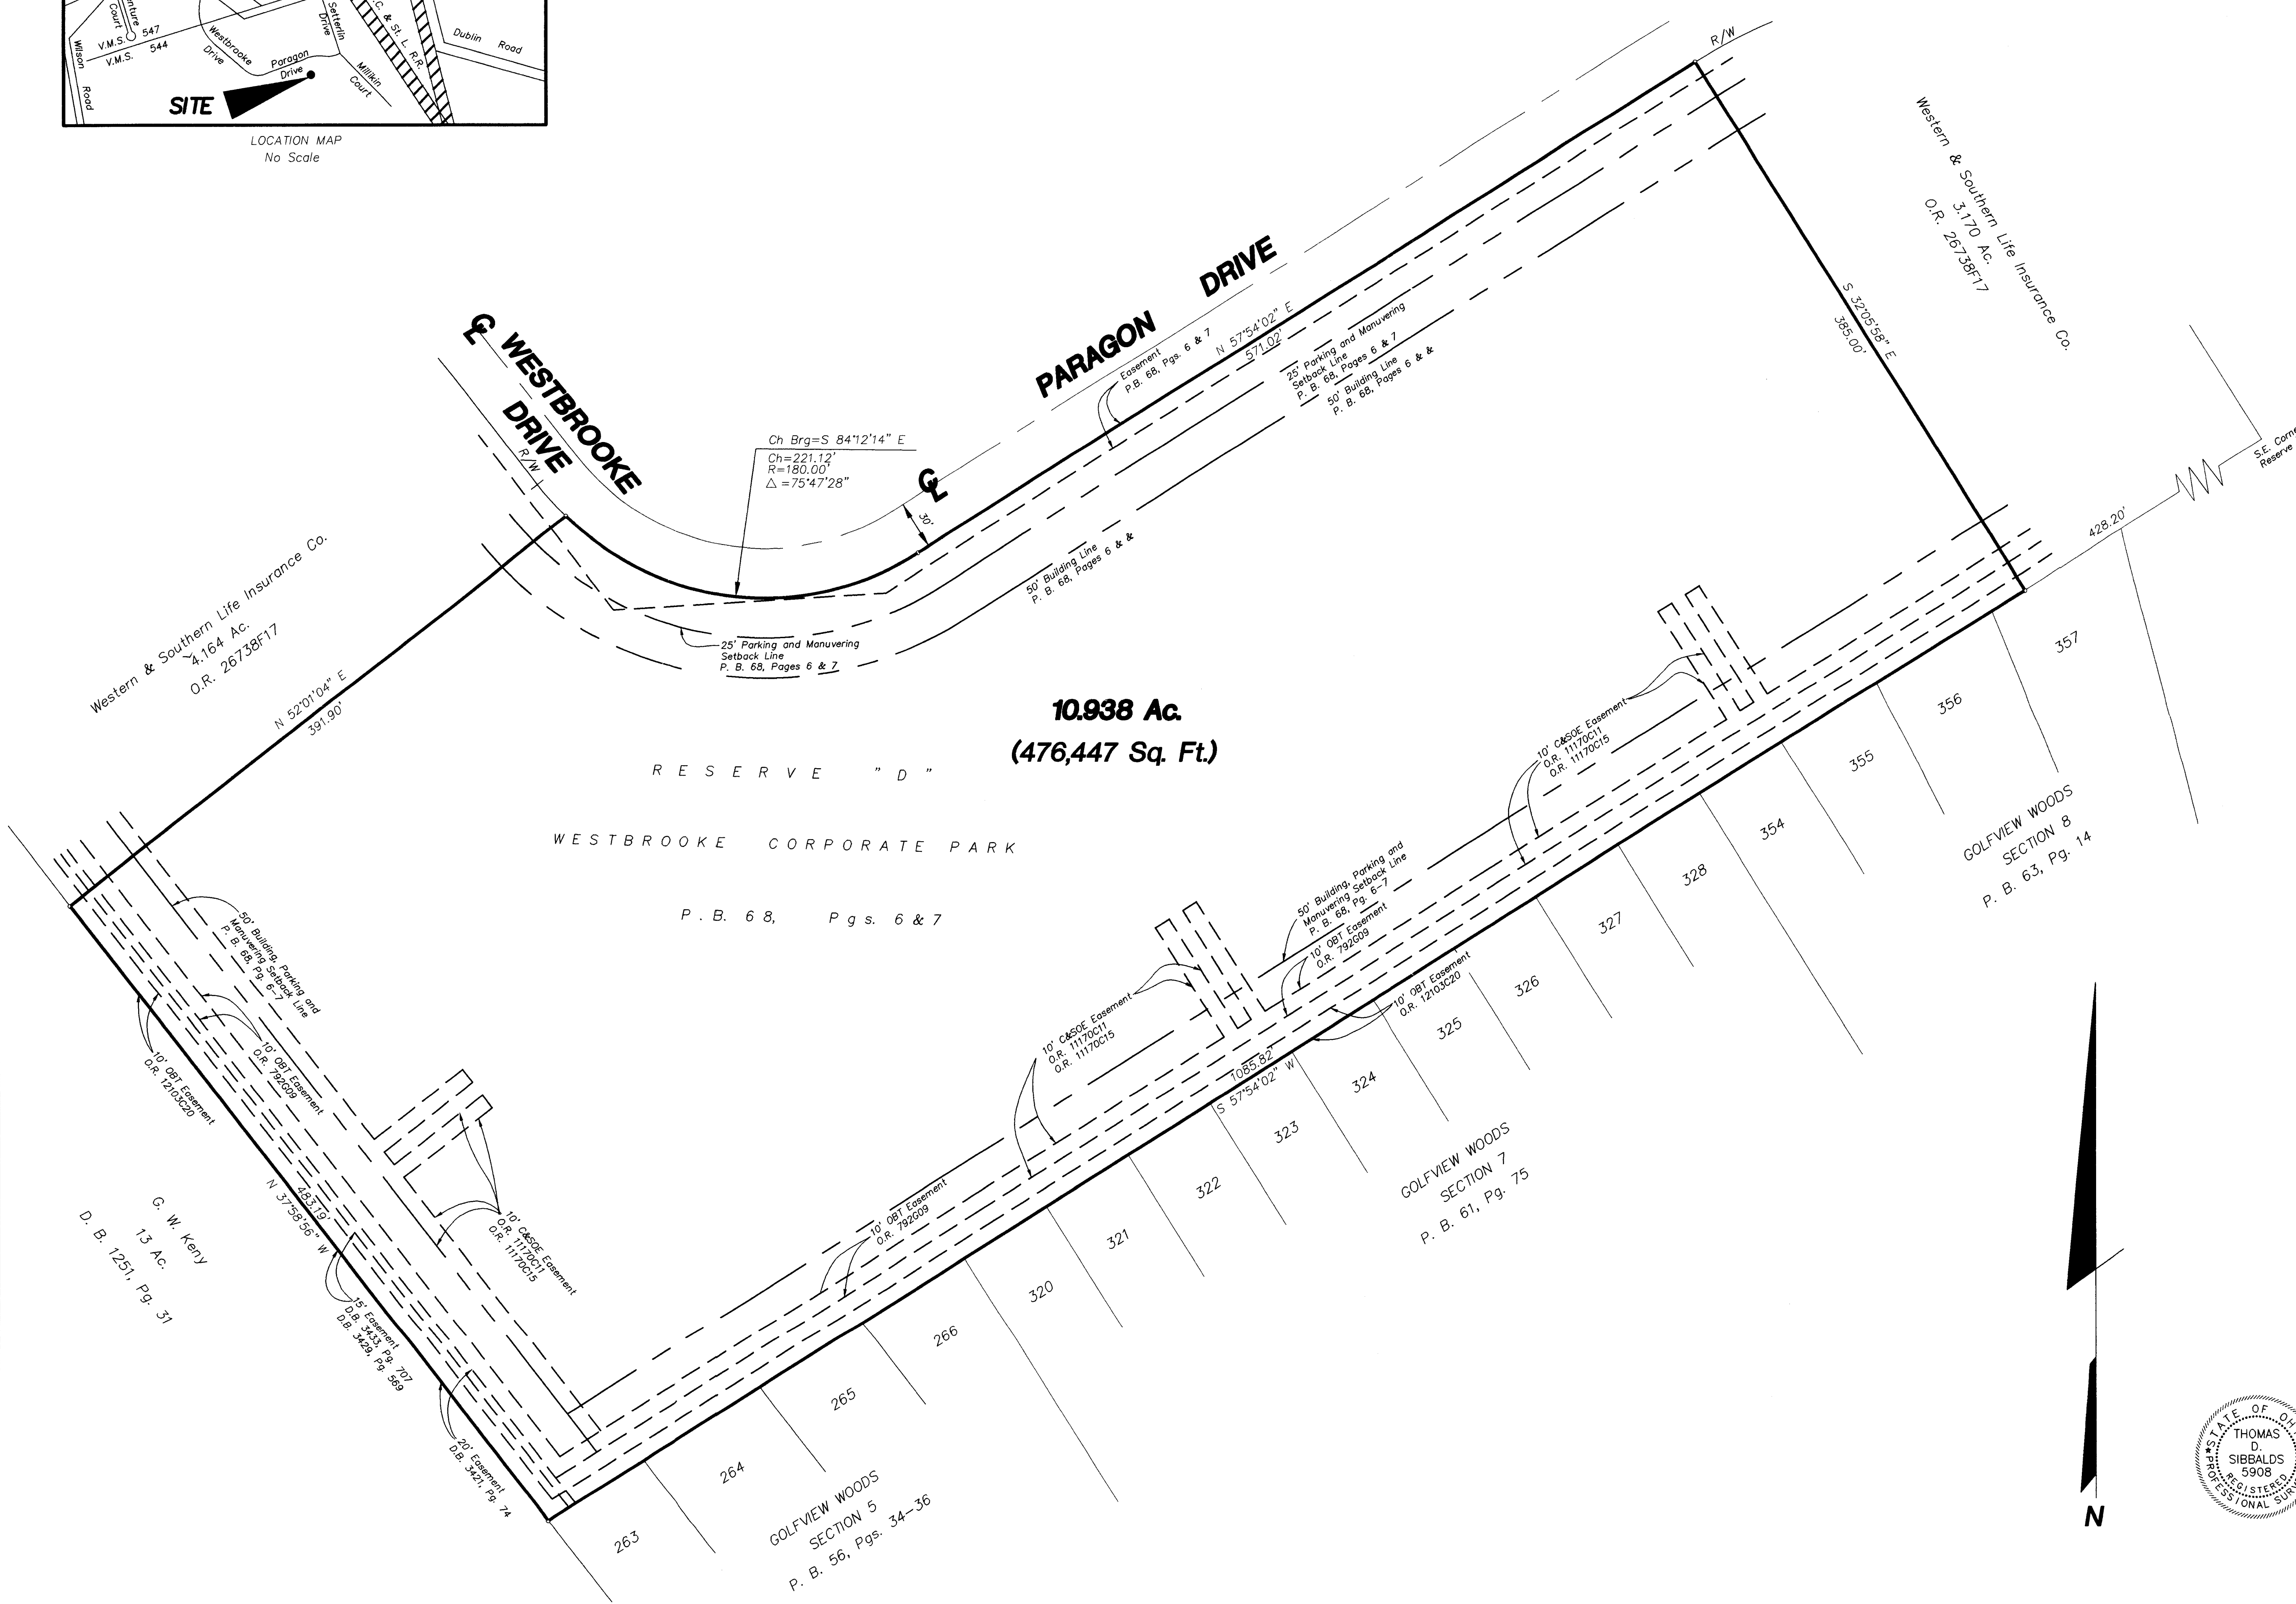 Wilson
Road
Court
V.M.S. 547
V.M.S. 544
Westbrooke
Drive
Paragon
Drive
Setterlin
Drive
Millikin
Court
C. & St. L. R.R.
Dublin Road
SITE
LOCATION MAP
No Scale
R/W
Western & Southern Life Insurance Co.
3.170 Ac.
O.R. 26738F17
S 32°05'58" E
385.00'
PARAGON DRIVE
Easement
P.B. 68, Pgs. 6 & 7
N 57°54'02" E
571.02'
25' Parking and Manuvering
Setback Line
P. B. 68, Pages 6 & 7
50' Building Line
P. B. 68, Pages 6 & &
℄ WESTBROOKE
DRIVE
R/W
Ch Brg=S 84°12'14" E
Ch=221.12'
R=180.00'
△ =75°47'28"
℄
30'
50' Building Line
P. B. 68, Pages 6 & &
25' Parking and Manuvering
Setback Line
P. B. 68, Pages 6 & 7
428.20'
S.E.
Reserve
Western & Southern Life Insurance Co.
4.164 Ac.
O.R. 26738F17
N 52°01'04" E
391.90'
10.938 Ac.
(476,447 Sq. Ft.)
RESERVE "D"
WESTBROOKE CORPORATE PARK
P.B. 68, Pgs. 6 & 7
10' C&SOE Easement
O.R. 11170C11
O.R. 11170C15
357
356
355
354
328
327
326
325
324
323
322
321
320
266
265
264
263
GOLFVIEW WOODS
SECTION 8
P. B. 63, Pg. 14
50' Building, Parking and
Manuvering Setback Line
P. B. 68, Pg. 6-7
10' OBT Easement
O.R. 792G09
10' OBT Easement
O.R. 12103C20
10' C&SOE Easement
O.R. 11170C11
O.R. 11170C15
1085.82'
S 57°54'02" W
GOLFVIEW WOODS
SECTION 7
P. B. 61, Pg. 75
10' OBT Easement
O.R. 792G09
50' Building, Parking and
Manuvering Setback Line
P. B. 68, Pg. 6-7
10' OBT Easement
O.R. 792G09
10' OBT Easement
O.R. 12103C20
483.19'
N 37°58'56" W
10' C&SOE Easement
O.R. 11170C11
O.R. 11170C15
G. W. Keny
13 Ac.
D. B. 1251, Pg. 31
15' Easement
D.B. 3433, Pg. 707
D.B. 3429, Pg. 569
20' Easement
D.B. 3421, Pg. 74
GOLFVIEW WOODS
SECTION 5
P. B. 56, Pgs. 34-36
N
STATE OF
THOMAS
D.
SIBBALDS
5908
REGISTERED
PROFESSIONAL